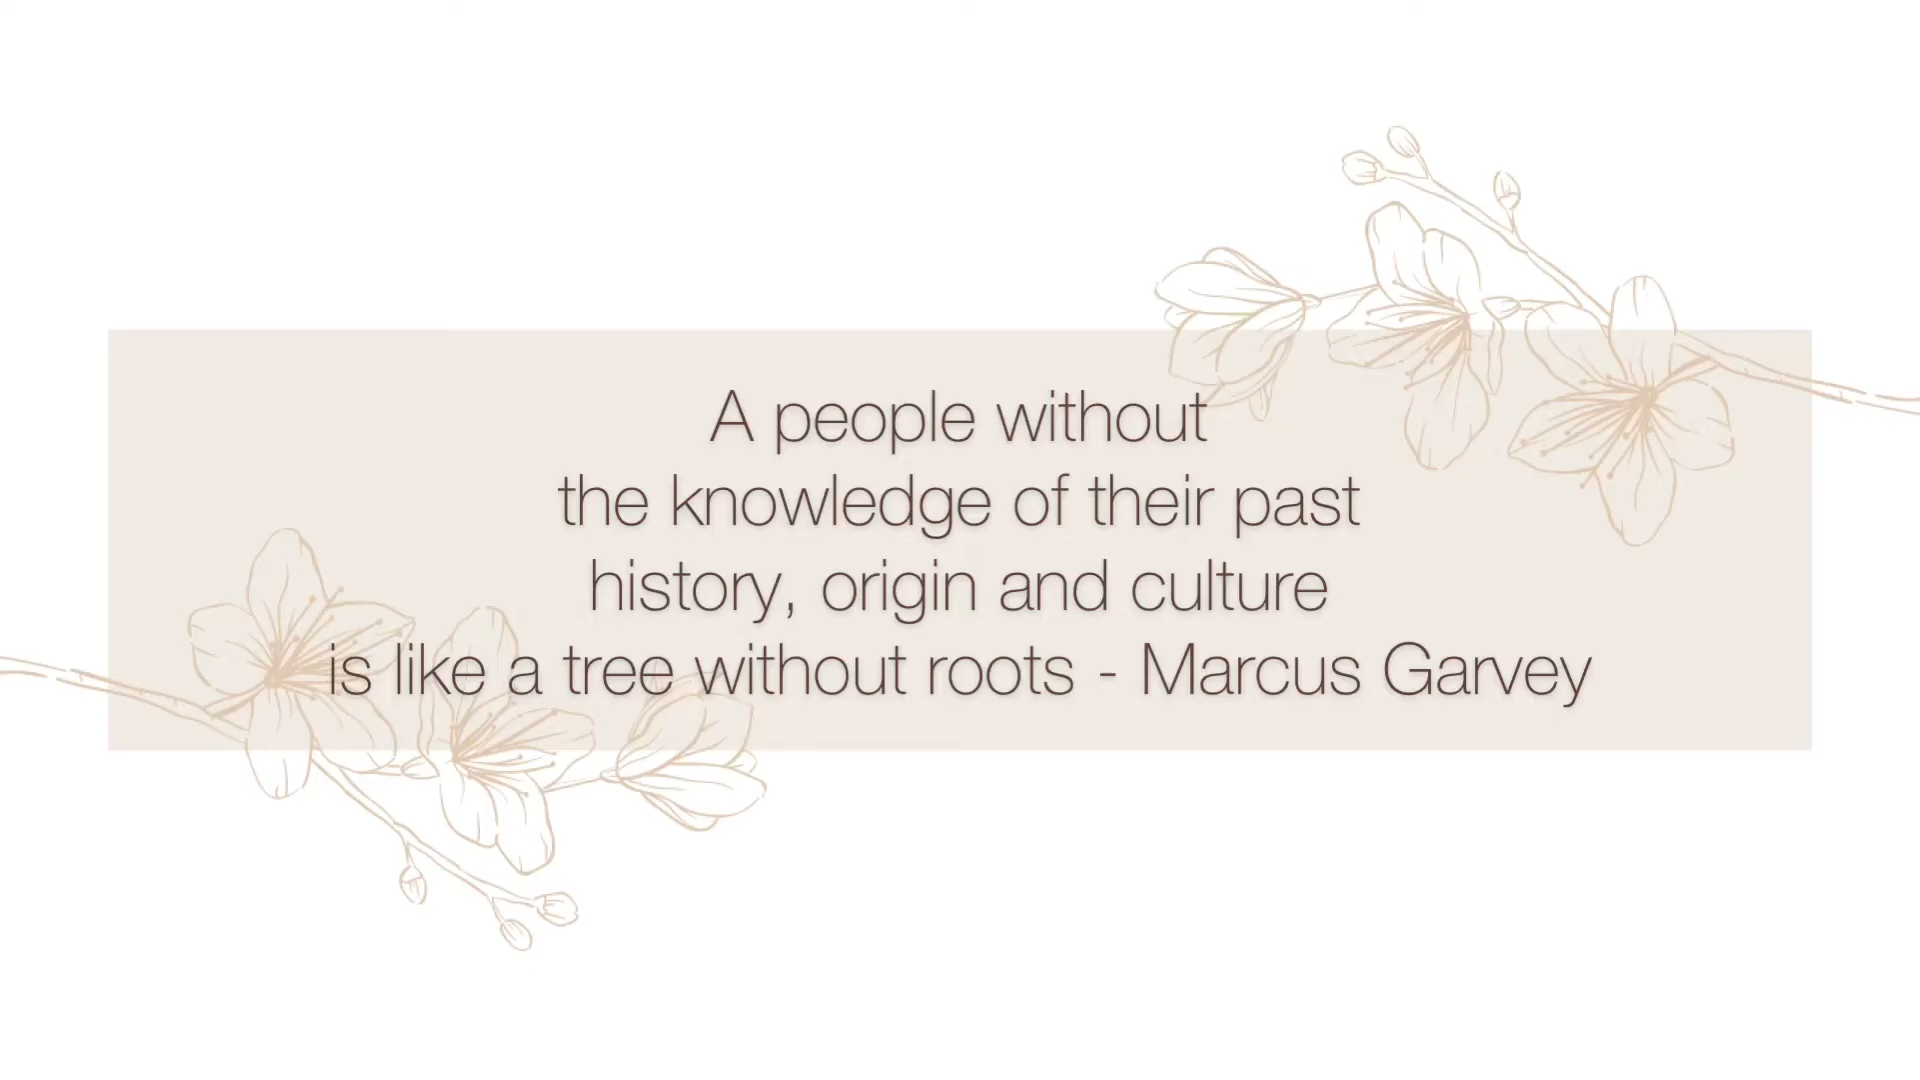 A people without
the knowledge of their past
history, origin and culture
is like a tree without roots - Marcus Garvey